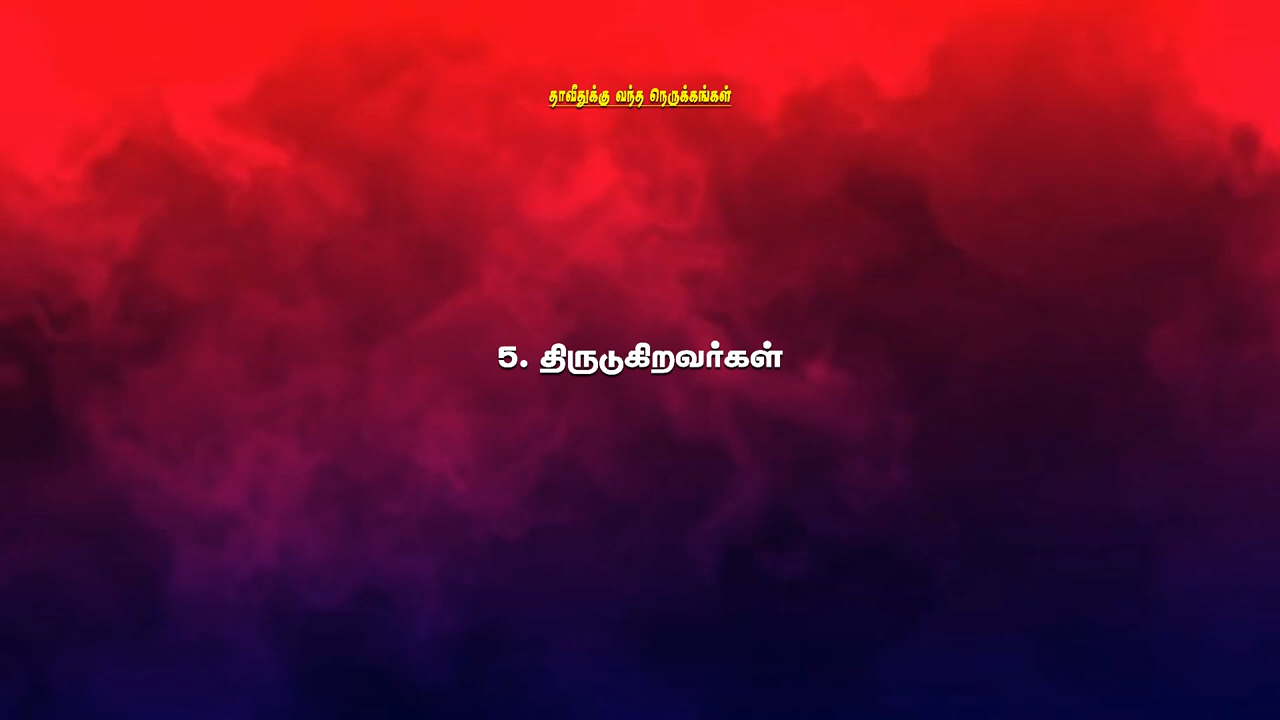 தாவீதுக்கு வந்த நெருக்கங்கள்
5. திருடுகிறவர்கள்